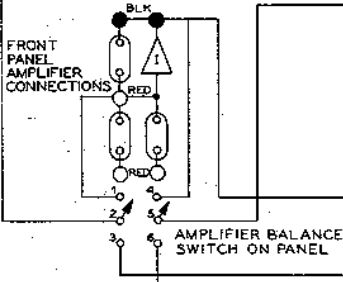 BLK
FRONT
PANEL
AMPLIFIER
CONNECTIONS
I
RED
RED
1 4
2 5
3 6
AMPLIFIER BALANCE
SWITCH ON PANEL